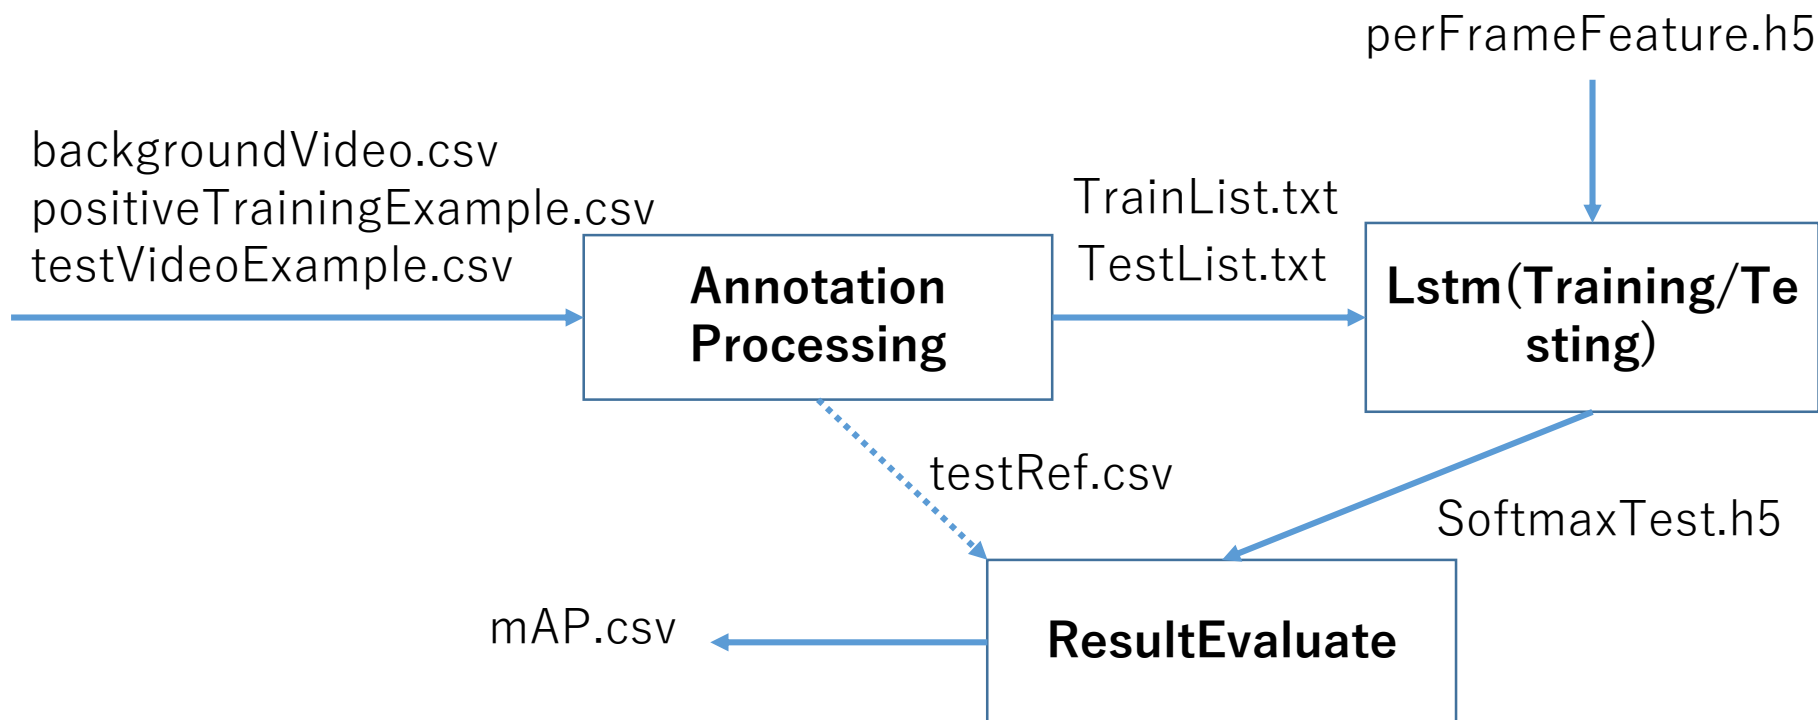 perFrameFeature.h5
backgroundVideo.csv
positiveTrainingExample.csv
testVideoExample.csv
TrainList.txt
TestList.txt
Annotation
Processing
Lstm(Training/Te
sting)
testRef.csv
SoftmaxTest.h5
mAP.csv
ResultEvaluate